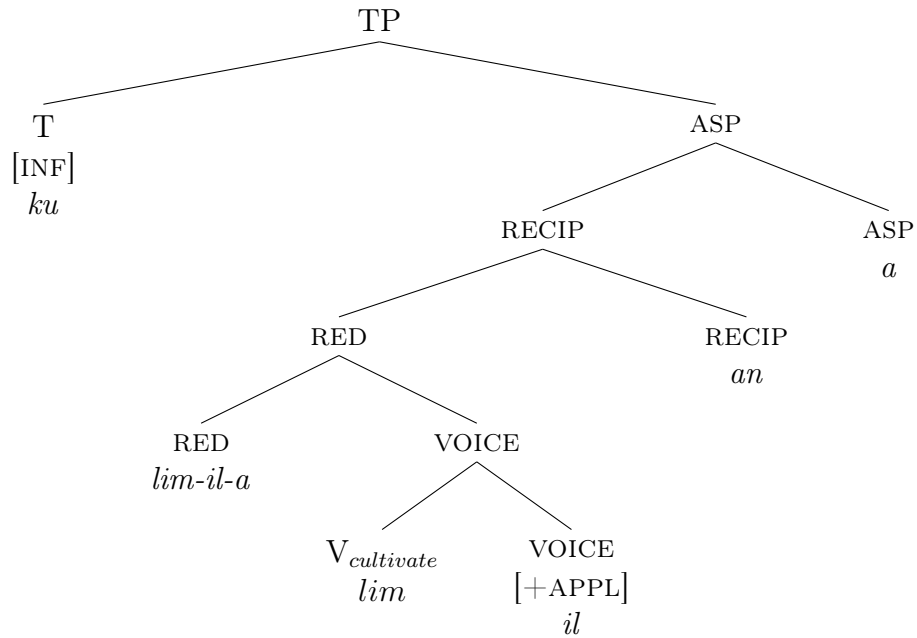 TP
T ASP
[INF]
ku
RECIP ASP
a
RED RECIP
an
RED VOICE
lim-il-a
V_cultivate VOICE
lim [+APPL]
il